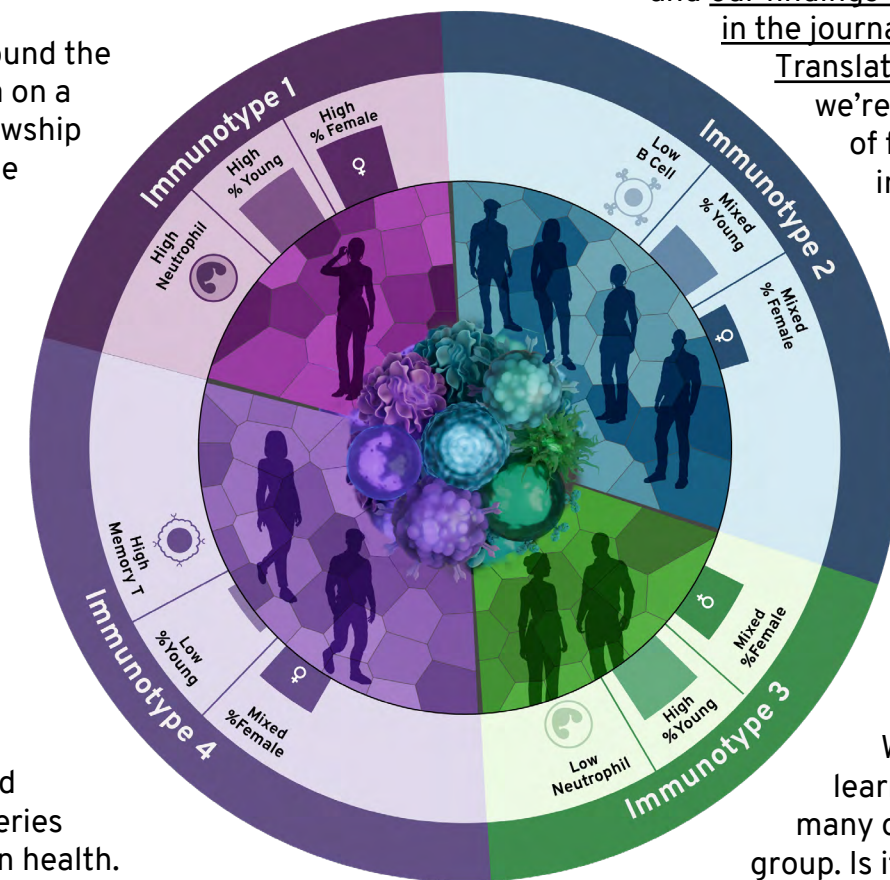 ound the
on a
wship
e
in the journa
Translat
we're
of f
in
Immunotype 1
High
Neutrophil
High
% Young
High
% Female
Immunotype 2
Low
B Cell
Mixed
% Young
Mixed
% Female
Immunotype 3
Mixed
%Female
High
%Young
Low
Neutrophil
Immunotype 4
High
Memory T
Low
%Young
Mixed
%Female
d
eries
n health.
W
lear
many c
group. Is i